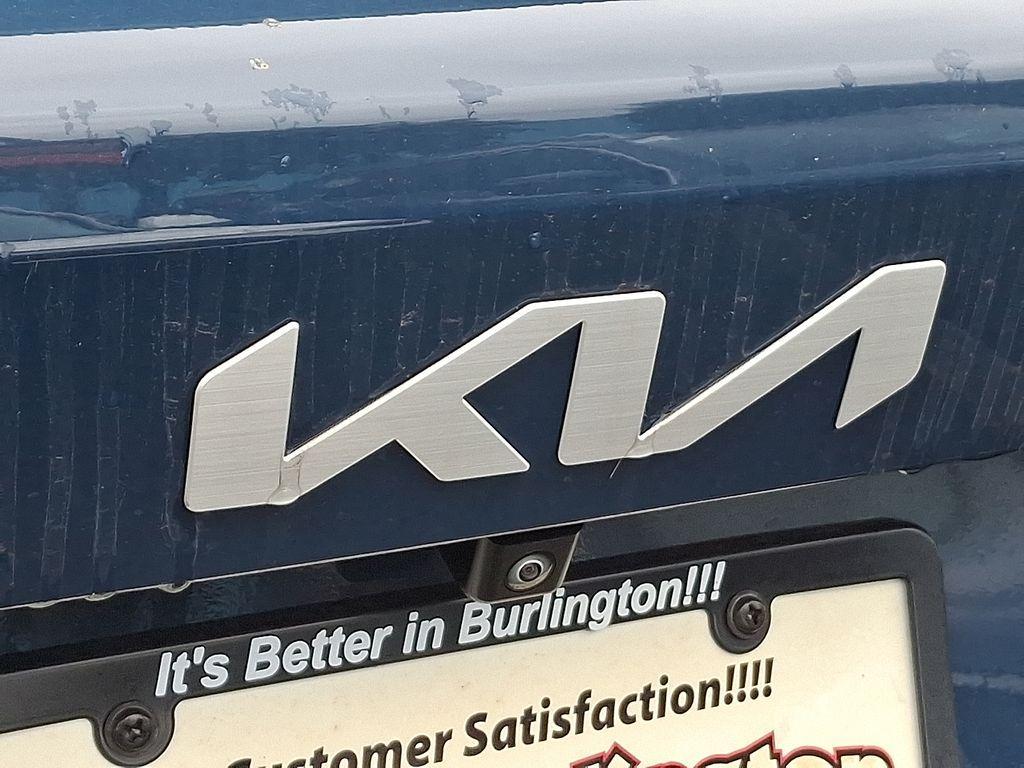 KIA
It's Better in Burlington!!!
Customer Satisfaction!!!!